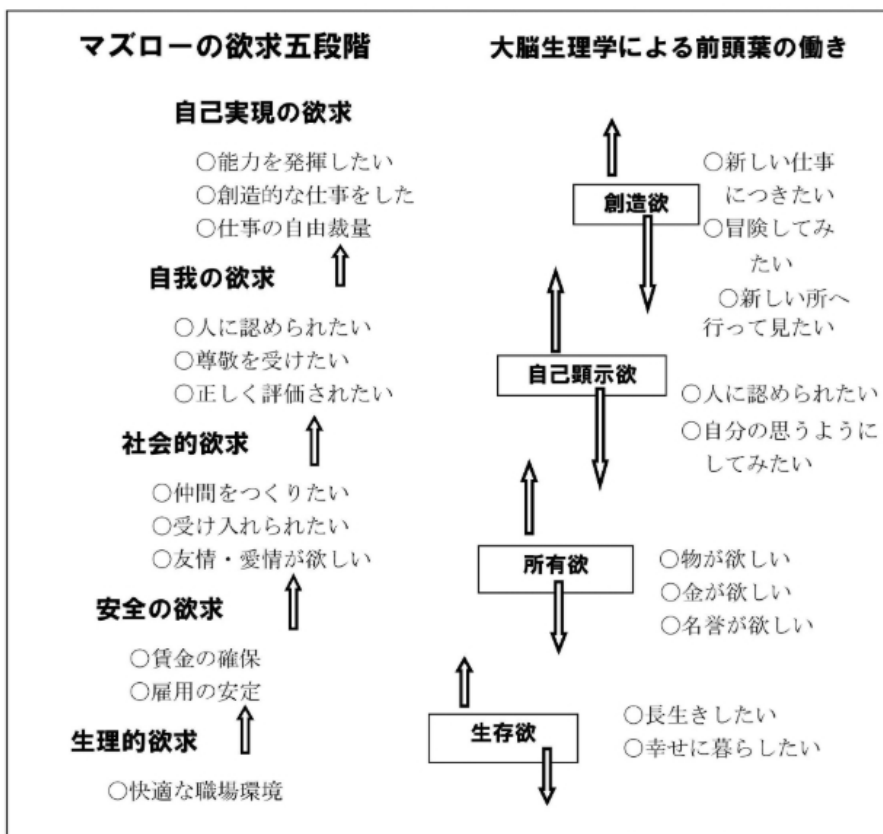 マズローの欲求五段階
自己実現の欲求
○能力を発揮したい
○創造的な仕事をした
○仕事の自由裁量
自我の欲求
○人に認められたい
○尊敬を受けたい
○正しく評価されたい
社会的欲求
○仲間をつくりたい
○受け入れられたい
○友情・愛情が欲しい
安全の欲求
○賃金の確保
○雇用の安定
生理的欲求
○快適な職場環境
大脳生理学による前頭葉の働き
創造欲
○新しい仕事
につきたい
○冒険してみ
たい
○新しい所へ
行って見たい
自己顕示欲
○人に認められたい
○自分の思うように
してみたい
所有欲
○物が欲しい
○金が欲しい
○名誉が欲しい
生存欲
○長生きしたい
○幸せに暮らしたい